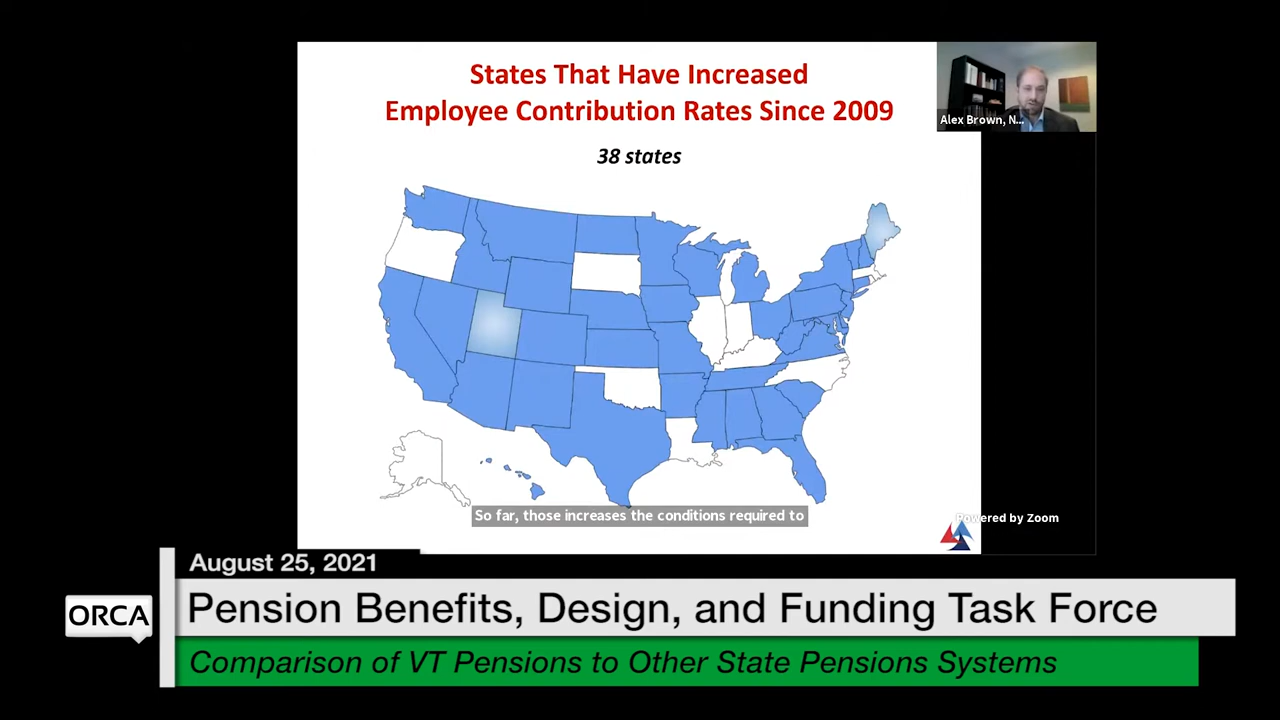 States That Have Increased
Employee Contribution Rates Since 2009
38 states
Alex Brown, N...
So far, those increases the conditions required to
Powered by Zoom
August 25, 2021
ORCA
Pension Benefits, Design, and Funding Task Force
Comparison of VT Pensions to Other State Pensions Systems